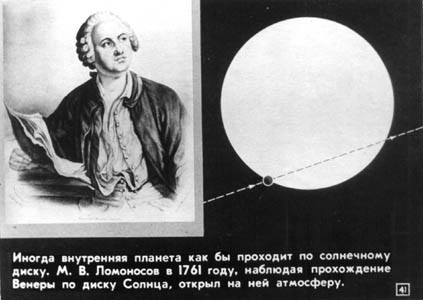 Иногда внутренняя планета как бы проходит по солнечному
диску. М. В. Ломоносов в 1761 году, наблюдая прохождение
Венеры по диску Солнца, открыл на ней атмосферу.
41